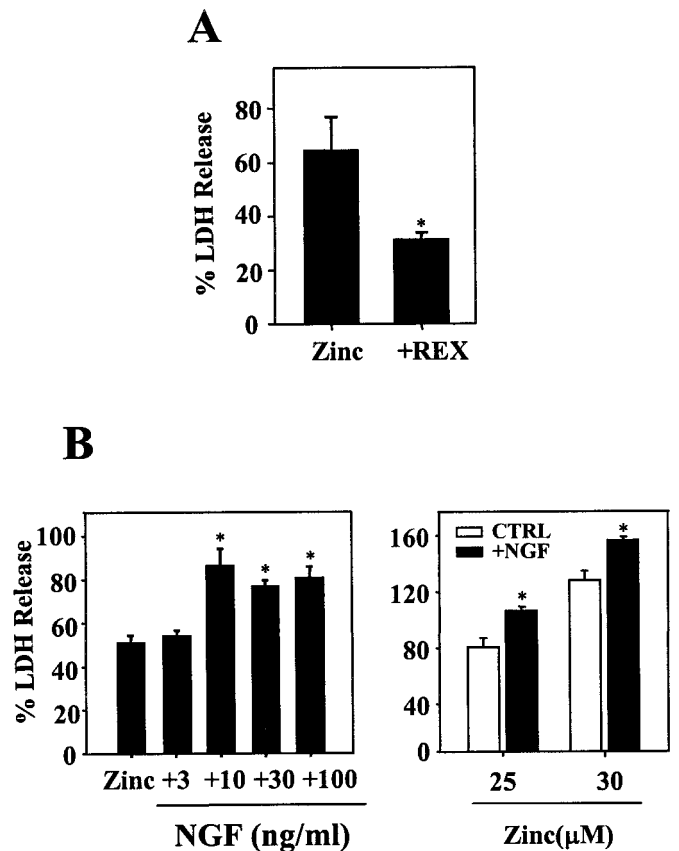 A
% LDH Release
80
60
40
20
0
*
Zinc +REX
B
% LDH Release
100
80
60
40
20
0
* * *
Zinc +3 +10 +30 +100
NGF (ng/ml)
160
120
80
40
0
CTRL
+NGF
* *
25 30
Zinc(μM)